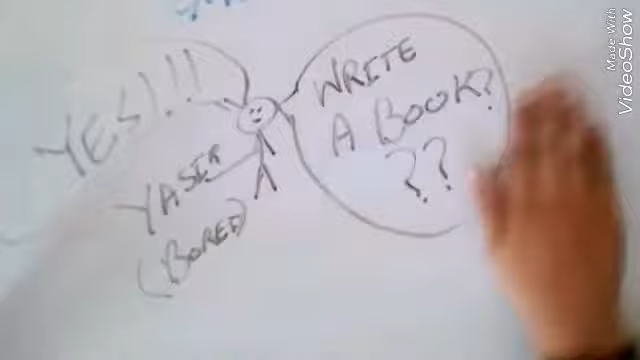 YES!!!
WRITE
A BOOK?
??
YASIR
(BORED)
Made With
VideoShow